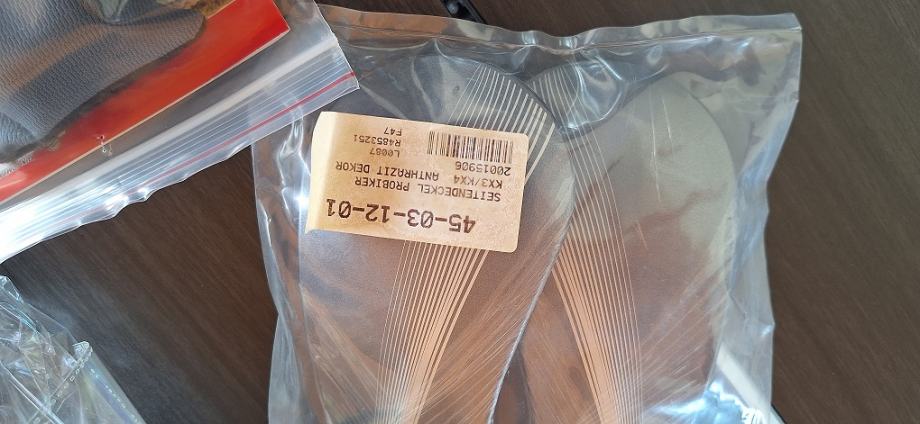 45-03-12-01
SEITENDECKEL PROBIKER
KX3/KX4 ANTHRAZIT DEKOR
20015906
L0087
R4853251
F47